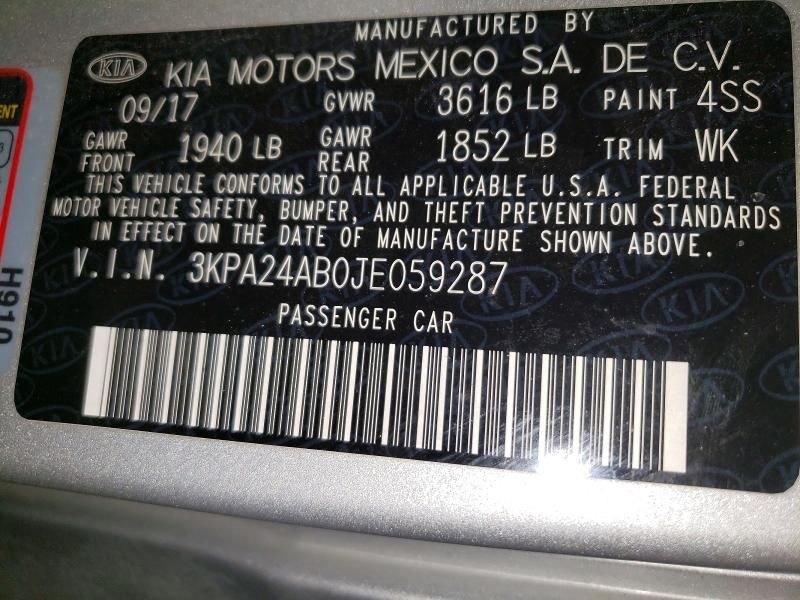 MANUFACTURED BY
KIA KIA MOTORS MEXICO S.A. DE C.V.
09/17 GVWR 3616 LB PAINT 4SS
GAWR FRONT 1940 LB GAWR REAR 1852 LB TRIM WK
THIS VEHICLE CONFORMS TO ALL APPLICABLE U.S.A. FEDERAL
MOTOR VEHICLE SAFETY, BUMPER, AND THEFT PREVENTION STANDARDS
IN EFFECT ON THE DATE OF MANUFACTURE SHOWN ABOVE.
V.I.N. 3KPA24AB0JE059287
PASSENGER CAR
H910